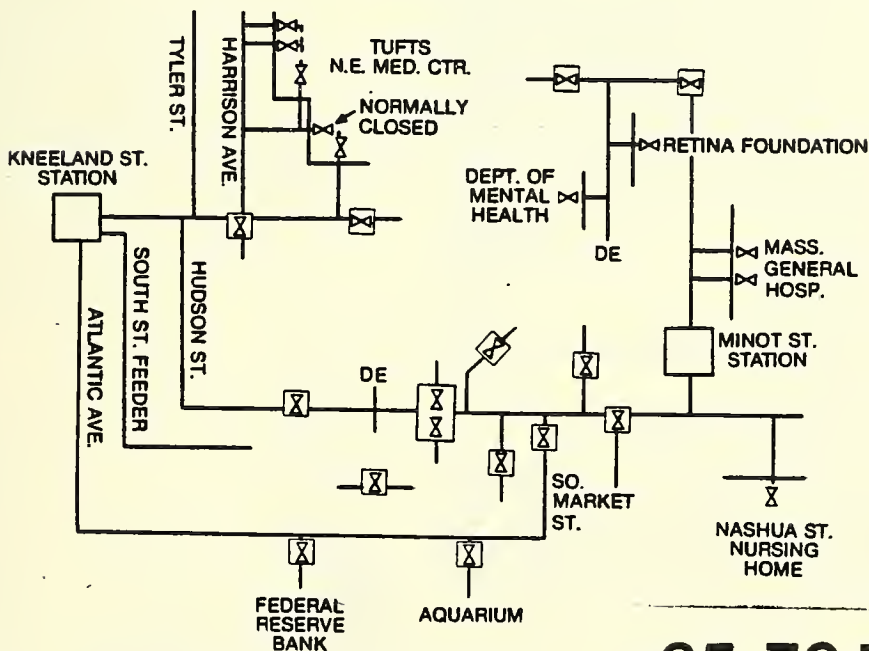 TYLER ST.
HARRISON AVE.
TUFTS
N.E. MED. CTR.
NORMALLY
CLOSED
KNEELAND ST.
STATION
RETINA FOUNDATION
DEPT. OF
MENTAL
HEALTH
DE
MASS.
GENERAL
HOSP.
ATLANTIC AVE.
SOUTH ST. FEEDER
HUDSON ST.
MINOT ST.
STATION
DE
SO.
MARKET
ST.
NASHUA ST.
NURSING
HOME
FEDERAL
RESERVE
BANK
AQUARIUM